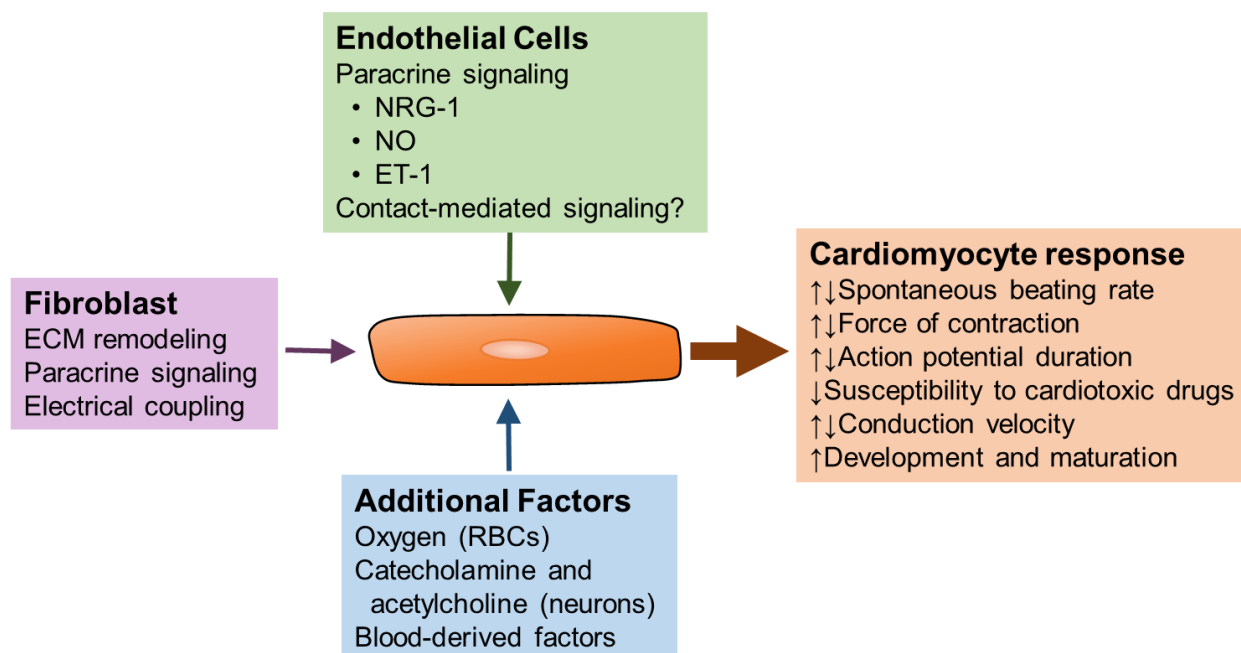 Endothelial Cells
Paracrine signaling
• NRG-1
• NO
• ET-1
Contact-mediated signaling?
Fibroblast
ECM remodeling
Paracrine signaling
Electrical coupling
Cardiomyocyte response
↑↓Spontaneous beating rate
↑↓Force of contraction
↑↓Action potential duration
↓Susceptibility to cardiotoxic drugs
↑↓Conduction velocity
↑Development and maturation
Additional Factors
Oxygen (RBCs)
Catecholamine and
acetylcholine (neurons)
Blood-derived factors